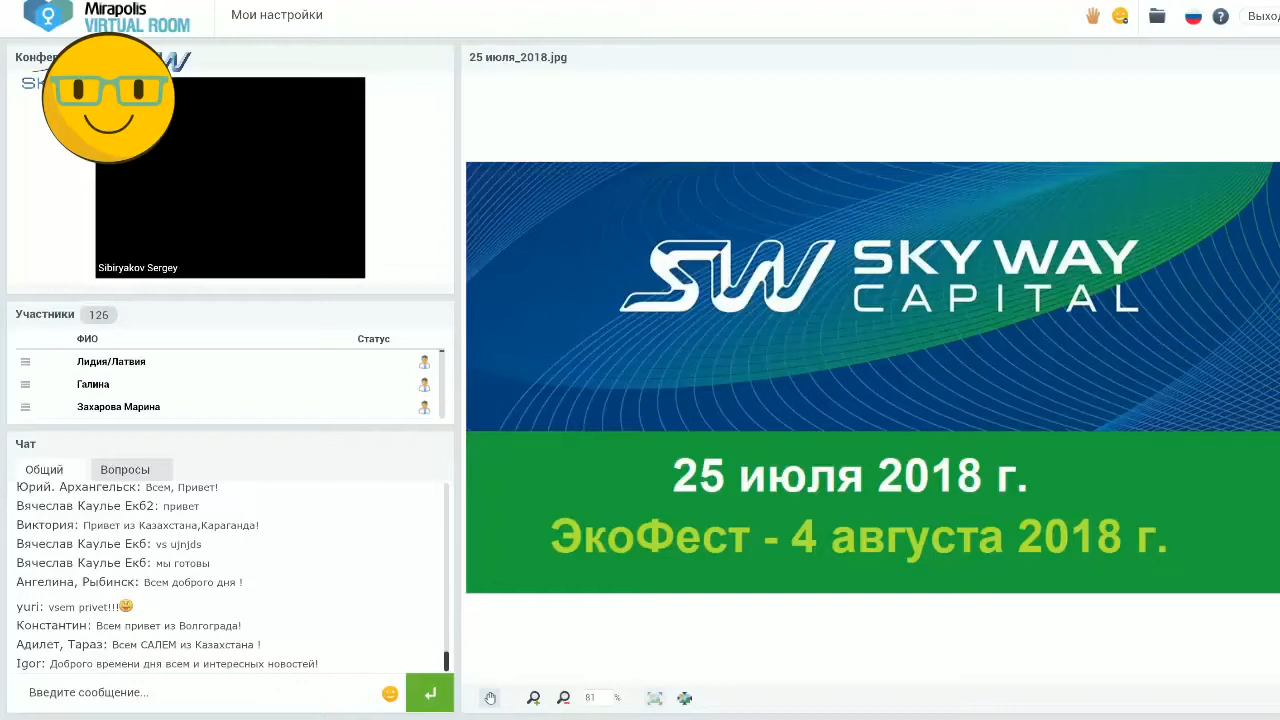 Mirapolis
VIRTUAL ROOM
Мои настройки
25 июля_2018.jpg
Sibiryakov Sergey
SKY WAY
CAPITAL
25 июля 2018 г.
ЭкоФест - 4 августа 2018 г.
Участники 126
ФИО Статус
Лидия/Латвия
Галина
Захарова Марина
Чат
Общий Вопросы
Юрий. Архангельск: Всем, Привет!
Вячеслав Каулье Екб2: привет
Виктория: Привет из Казахстана,Караганда!
Вячеслав Каулье Екб: vs ujnjds
Вячеслав Каулье Екб: мы готовы
Ангелина, Рыбинск: Всем доброго дня !
yuri: vsem privet!!!
Константин: Всем привет из Волгограда!
Адилет, Тараз: Всем САЛЕМ из Казахстана !
Igor: Доброго времени дня всем и интересных новостей!
Введите сообщение...
81 %